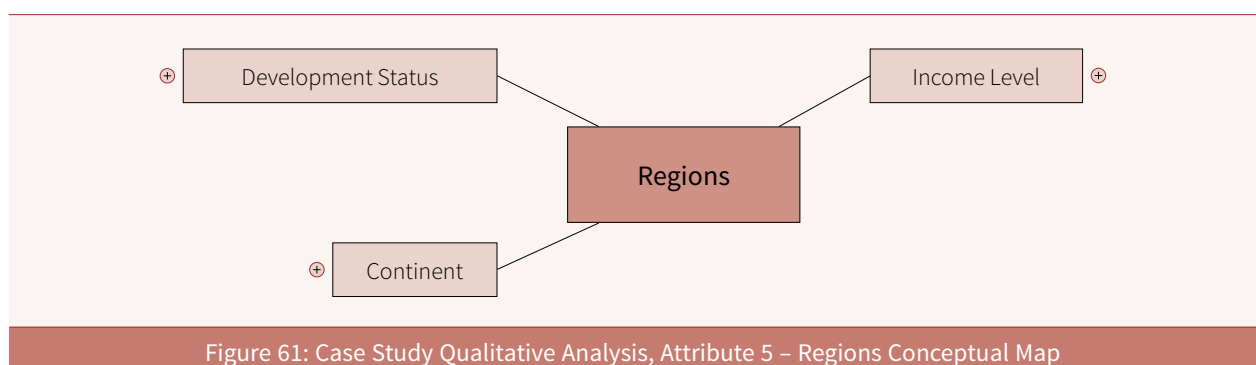 Development Status
Income Level
Regions
Continent
Figure 61: Case Study Qualitative Analysis, Attribute 5 – Regions Conceptual Map